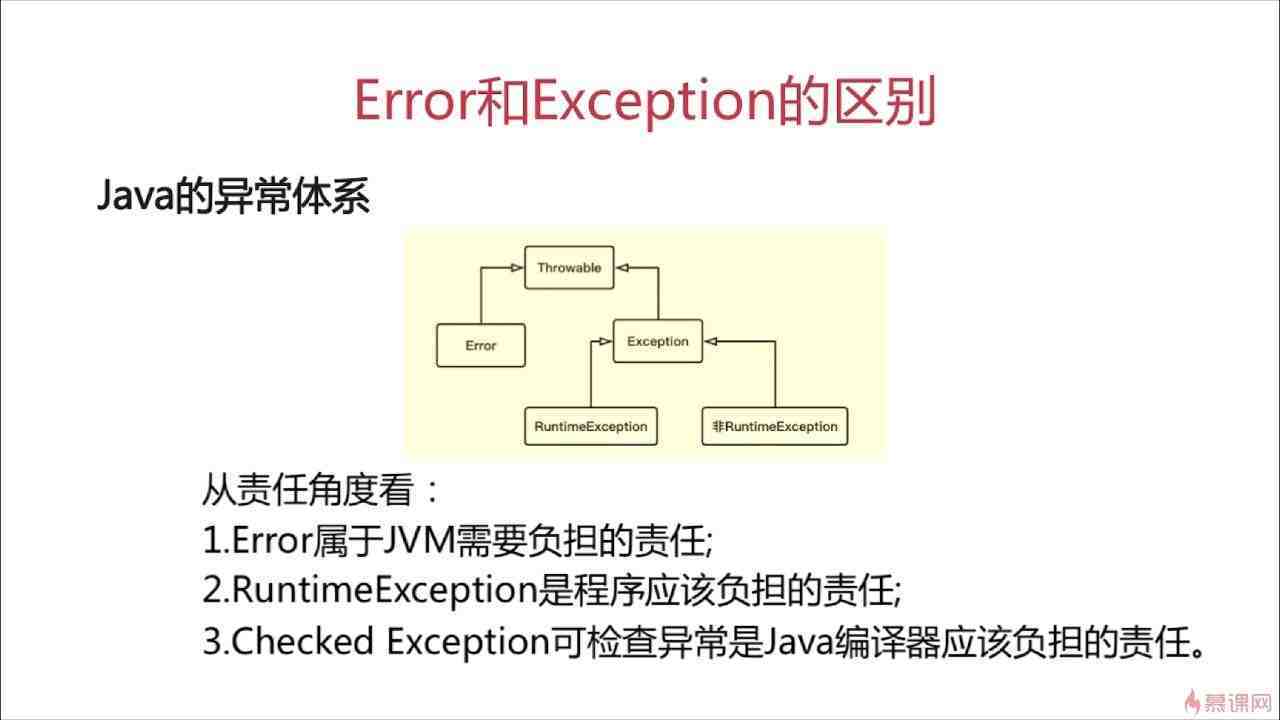 Error和Exception的区别
Java的异常体系
Throwable
Error
Exception
RuntimeException
非RuntimeException
从责任角度看：
1.Error属于JVM需要负担的责任;
2.RuntimeException是程序应该负担的责任;
3.Checked Exception可检查异常是Java编译器应该负担的责任。
慕课网